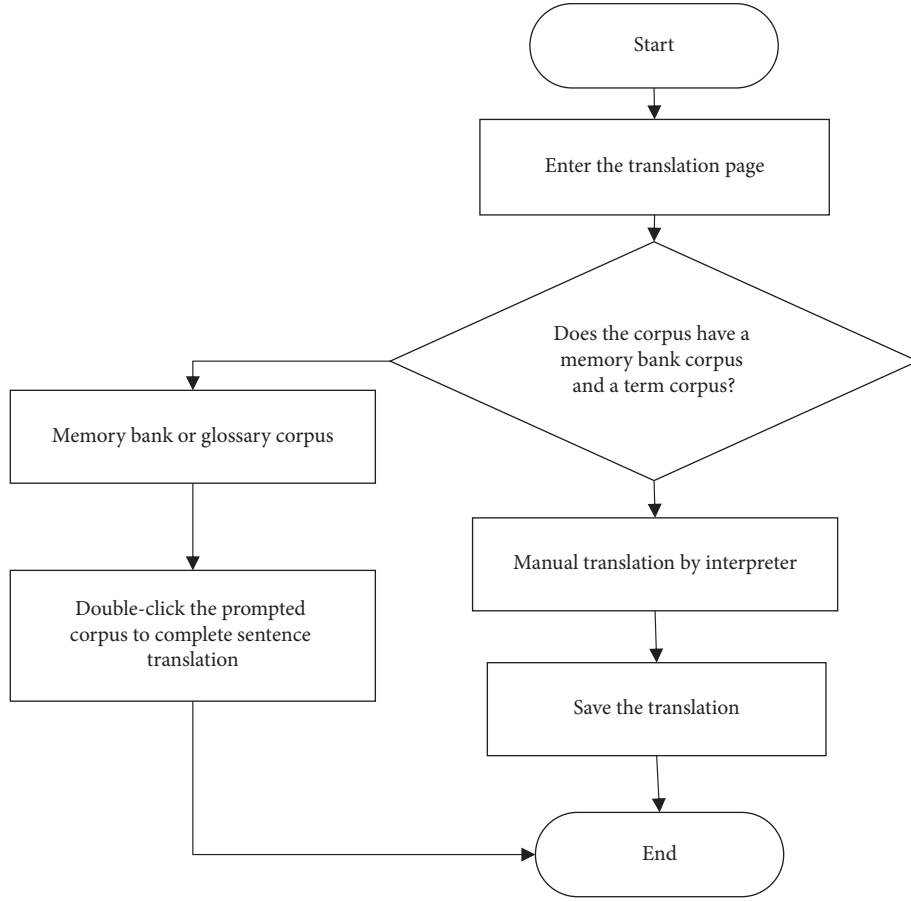 Start
Enter the translation page
Does the corpus have a
memory bank corpus
and a term corpus?
Memory bank or glossary corpus
Manual translation by interpreter
Double-click the prompted
corpus to complete sentence
translation
Save the translation
End